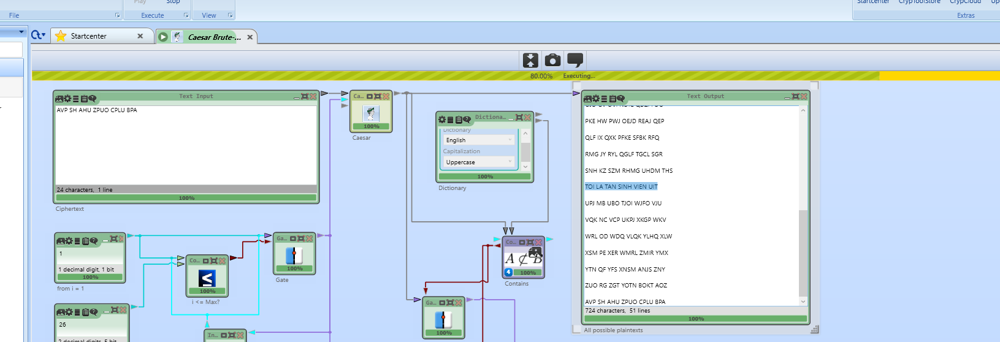 Play
Stop
Startcenter
CrypToolStore
CrypCloud
File
Execute
View
Extras
Startcenter
Caesar Brute-...
80.00%
Executing...
Text Input
AVP SH AHU ZPUO CPLU BPA
24 characters, 1 line
100%
Ciphertext
Ca...
100%
Caesar
Dictiona...
Dictionary
English
Capitalization
Uppercase
100%
Dictionary
Text Output
PKE HW PWJ OEJD REAJ QEP
QLF IX QXK PFKE SFBK RFQ
RMG JY RYL QGLF TGCL SGR
SNH KZ SZM RHMG UHDM THS
TOI LA TAN SINH VIEN UIT
UPJ MB UBO TJOI WJFO VJU
VQK NC VCP UKPJ XKGP WKV
WRL OD WDQ VLQK YLHQ XLW
XSM PE XER WMRL ZMIR YMX
YTN QF YFS XNSM ANJS ZNY
ZUO RG ZGT YOTN BOKT AOZ
AVP SH AHU ZPUO CPLU BPA
724 characters, 51 lines
100%
All possible plaintexts
1
1 decimal digit, 1 bit
100%
from i = 1
Co...
≤
100%
i <= Max?
Ga...
100%
Gate
Co...
A ⊄ B
4
100%
Contains
Ga...
100%
26
2 decimal digits, 5 bit
In...